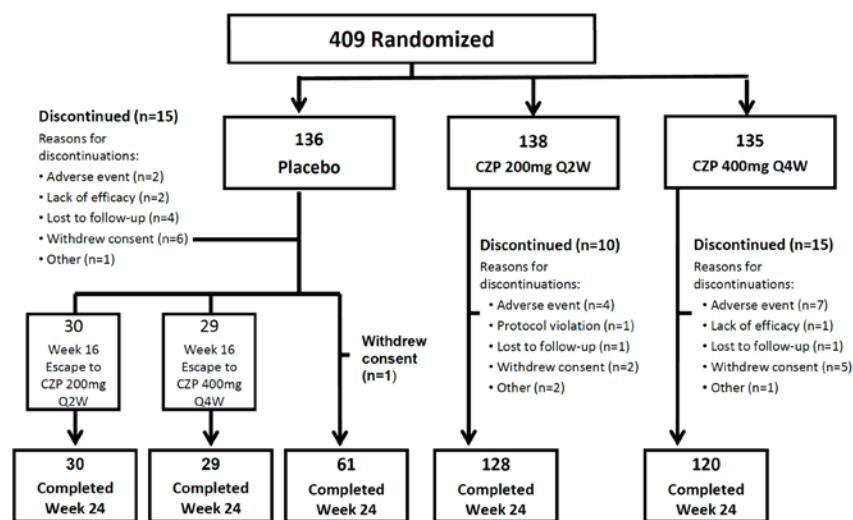 409 Randomized
136
Placebo
138
CZP 200mg Q2W
135
CZP 400mg Q4W
Discontinued (n=15)
Reasons for
discontinuations:
• Adverse event (n=2)
• Lack of efficacy (n=2)
• Lost to follow-up (n=4)
• Withdrew consent (n=6)
• Other (n=1)
Discontinued (n=10)
Reasons for
discontinuations:
• Adverse event (n=4)
• Protocol violation (n=1)
• Lost to follow-up (n=1)
• Withdrew consent (n=2)
• Other (n=2)
Discontinued (n=15)
Reasons for
discontinuations:
• Adverse event (n=7)
• Lack of efficacy (n=1)
• Lost to follow-up (n=1)
• Withdrew consent (n=5)
• Other (n=1)
30
Week 16
Escape to
CZP 200mg
Q2W
29
Week 16
Escape to
CZP 400mg
Q4W
Withdrew
consent
(n=1)
30
Completed
Week 24
29
Completed
Week 24
61
Completed
Week 24
128
Completed
Week 24
120
Completed
Week 24